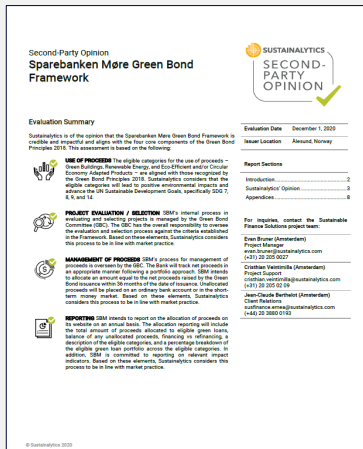 Second-Party Opinion
Sparebanken Møre Green Bond
Framework
SUSTAINALYTICS
SECOND-
PARTY
OPINION
Evaluation Summary
Sustainalytics is of the opinion that the Sparebanken Møre Green Bond Framework is
credible and impactful and aligns with the four core components of the Green Bond
Principles 2018. This assessment is based on the following:
USE OF PROCEEDS The eligible categories for the use of proceeds –
Green Buildings, Renewable Energy, and Eco-Efficient and/or Circular
Economy Adapted Products – are aligned with those recognized by
the Green Bond Principles 2018. Sustainalytics considers that the
eligible categories will lead to positive environmental impacts and
advance the UN Sustainable Development Goals, specifically SDG 7,
8, 9, and 14.
PROJECT EVALUATION / SELECTION SBM's internal process in
evaluating and selecting projects is managed by the Green Bond
Committee (GBC). The GBC has the overall responsibility to oversee
the evaluation and selection process against the criteria established
in the Framework. Based on these elements, Sustainalytics considers
this process to be in line with market practice.
MANAGEMENT OF PROCEEDS SBM's process for management of
proceeds is overseen by the GBC. The Bank will track net proceeds in
an appropriate manner following a portfolio approach. SBM intends
to allocate an amount equal to the net proceeds raised by the Green
Bond issuance within 36 months of the date of issuance. Unallocated
proceeds will be placed on an ordinary bank account or in the short-
term money market. Based on these elements, Sustainalytics
considers this process to be in line with market practice.
REPORTING SBM intends to report on the allocation of proceeds on
its website on an annual basis. The allocation reporting will include
the total amount of proceeds allocated to eligible green loans,
balance of any unallocated proceeds, financing vs refinancing, a
description of the eligible categories, and a percentage breakdown of
the eligible green loan portfolio across the eligible categories. In
addition, SBM is committed to reporting on relevant impact
indicators. Based on these elements, Sustainalytics considers this
process to be in line with market practice.
Evaluation Date December 1, 2020
Issuer Location Alesund, Norway
Report Sections
Introduction 2
Sustainalytics' Opinion 3
Appendices 8
For inquiries, contact the Sustainable
Finance Solutions project team:
Evan Bruner (Amsterdam)
Project Manager
evan.bruner@sustainalytics.com
(+31) 20 205 0027
Cristhian Veintimilla (Amsterdam)
Project Support
cristhian.veintimilla@sustainalytics.com
(+31) 20 205 02 09
Jean-Claude Berthelot (Amsterdam)
Client Relations
susfinance.emea@sustainalytics.com
(+44) 20 3880 0193
© Sustainalytics 2020